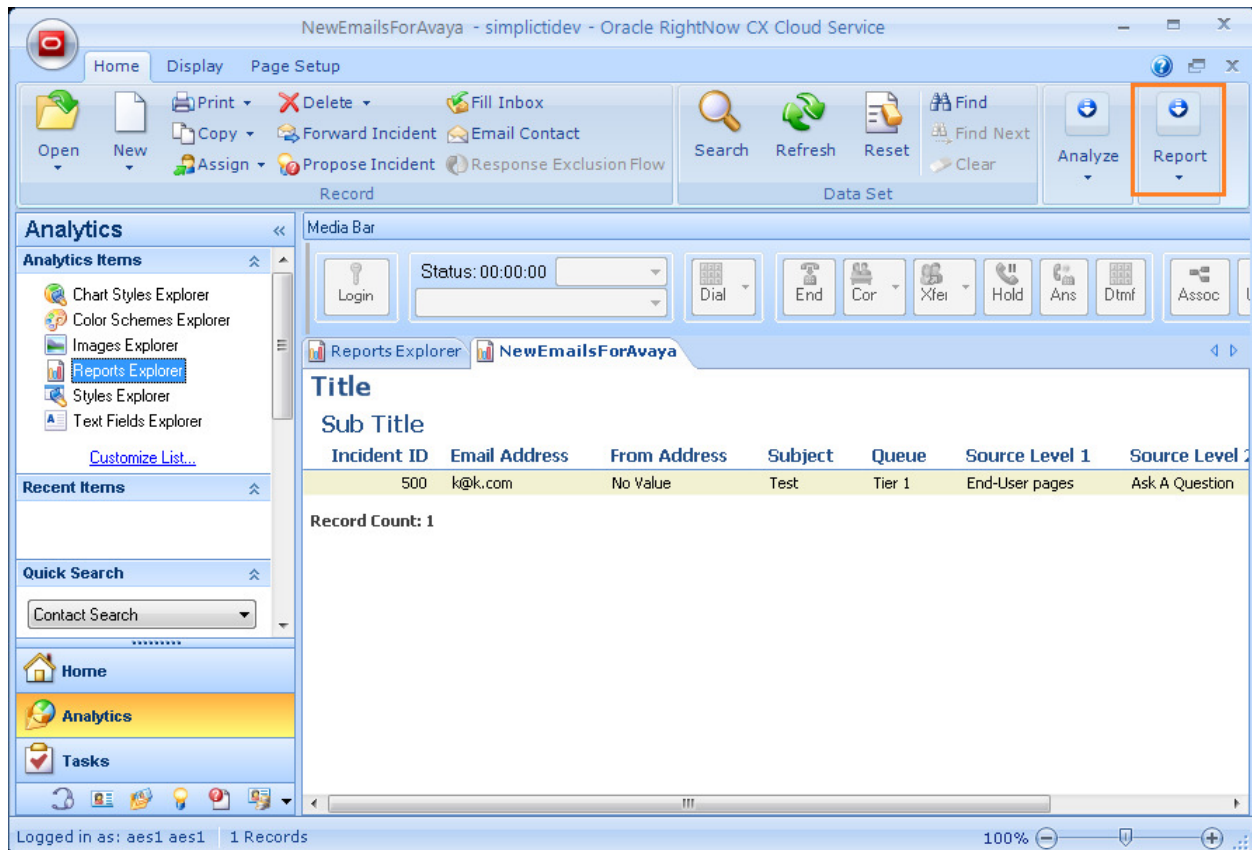 NewEmailsForAvaya - simplictidev - Oracle RightNow CX Cloud Service
Home Display Page Setup
Open
New
Print
Copy
Assign
Delete
Forward Incident
Propose Incident
Fill Inbox
Email Contact
Response Exclusion Flow
Record
Search
Refresh
Reset
Find
Find Next
Clear
Data Set
Analyze
Report
Analytics
Analytics Items
Chart Styles Explorer
Color Schemes Explorer
Images Explorer
Reports Explorer
Styles Explorer
Text Fields Explorer
Customize List...
Recent Items
Quick Search
Contact Search
Home
Analytics
Tasks
Media Bar
Login
Status: 00:00:00
Dial
End
Cor
Xfer
Hold
Ans
Dtmf
Assoc
Reports Explorer
NewEmailsForAvaya
Title
Sub Title
Incident ID Email Address From Address Subject Queue Source Level 1 Source Level 2
500 k@k.com No Value Test Tier 1 End-User pages Ask A Question
Record Count: 1
Logged in as: aes1 aes1 1 Records
100%